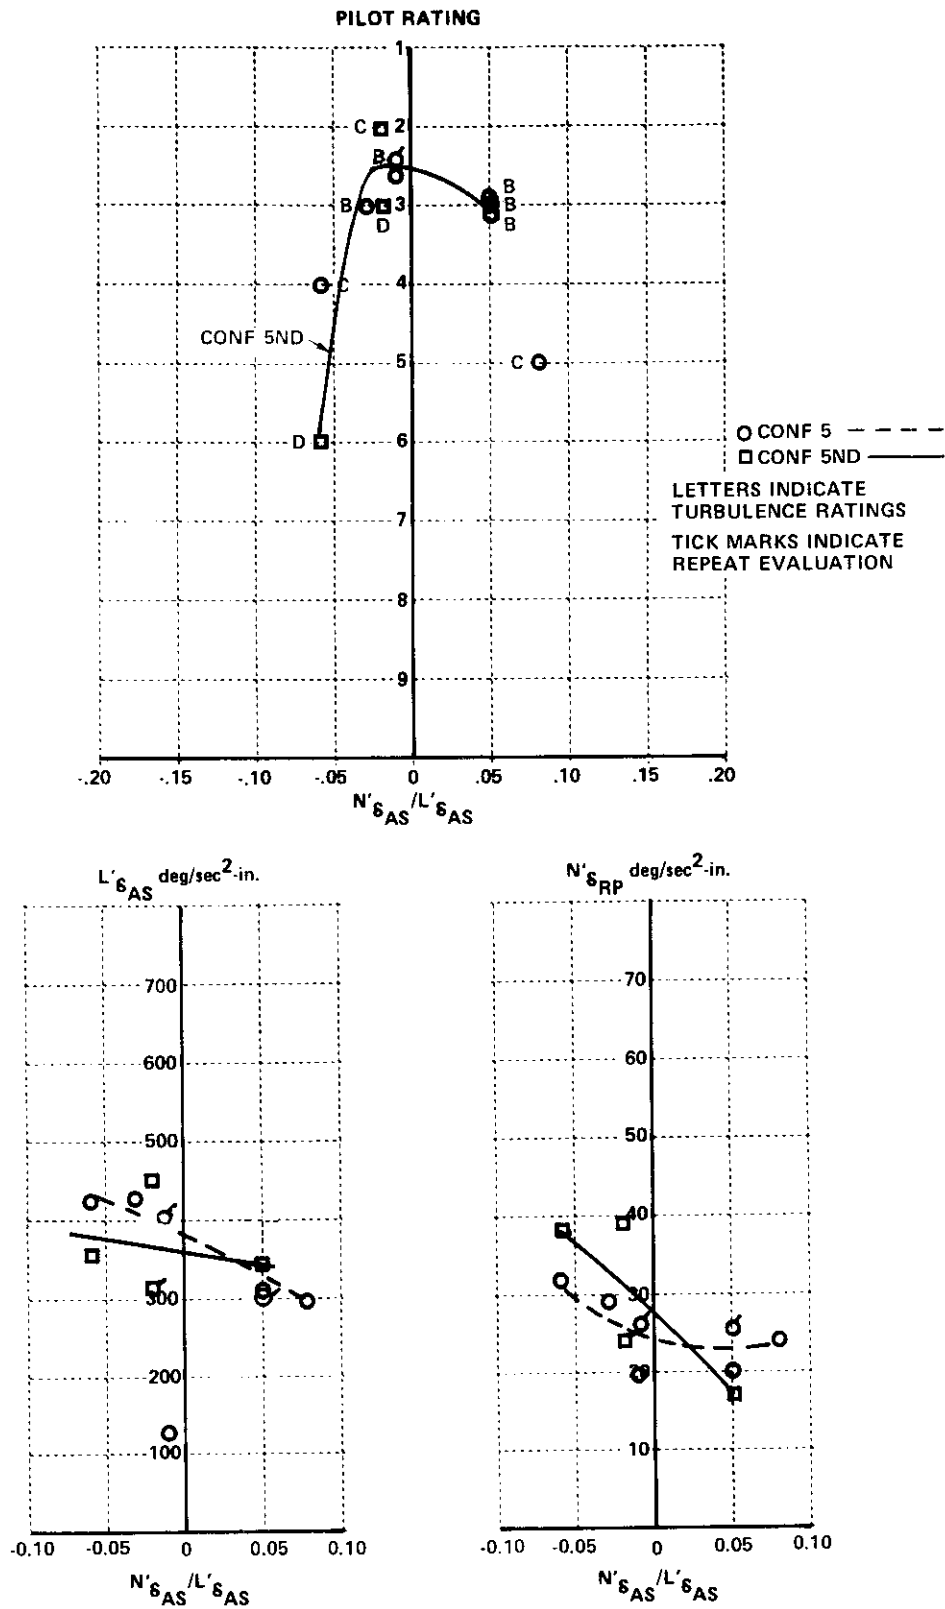 PILOT RATING
1
C 2
B
B
B 3 B
D B
4
C
CONF 5ND
5
C
D 6
7
8
9
-.20 -.15 -.10 -.05 0 .05 .10 .15 .20
N'δAS/L'δAS
CONF 5
CONF 5ND
LETTERS INDICATE
TURBULENCE RATINGS
TICK MARKS INDICATE
REPEAT EVALUATION
L'δAS deg/sec²-in.
700
600
500
300
200
100
-0.10 -0.05 0 0.05 0.10
N'δAS/L'δAS
N'δRP deg/sec²-in.
70
60
50
40
30
20
10
-0.10 -0.05 0 0.05 0.10
N'δAS/L'δAS